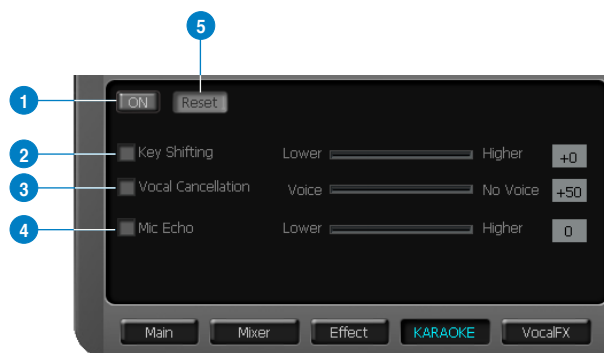 5
1 ON Reset
2 Key Shifting Lower Higher +0
3 Vocal Cancellation Voice No Voice +50
4 Mic Echo Lower Higher 0
Main Mixer Effect KARAOKE VocalFX